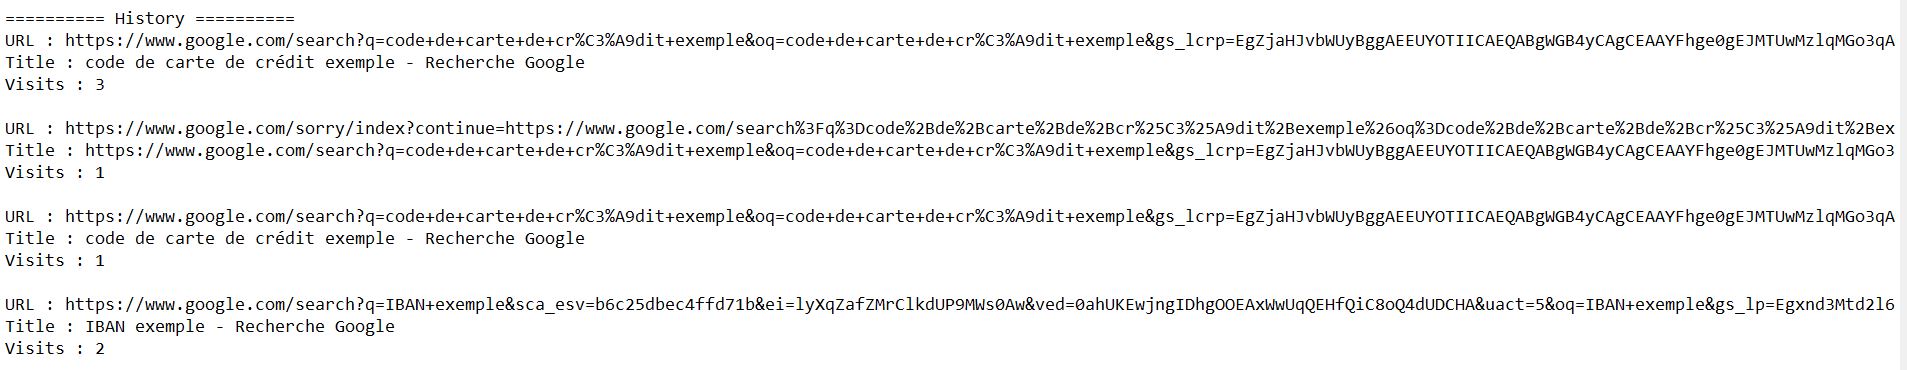 ========== History ==========
URL : https://www.google.com/search?q=code+de+carte+de+cr%C3%A9dit+exemple&oq=code+de+carte+de+cr%C3%A9dit+exemple&gs_lcrp=EgZjaHJvbWUyBggAEEUYOTIICAEQABgWGB4yCAgCEAAYFhge0gEJMTUwMzlqMGo3qA
Title : code de carte de crédit exemple - Recherche Google
Visits : 3
URL : https://www.google.com/sorry/index?continue=https://www.google.com/search%3Fq%3Dcode%2Bde%2Bcarte%2Bde%2Bcr%25C3%25A9dit%2Bexemple%26oq%3Dcode%2Bde%2Bcarte%2Bde%2Bcr%25C3%25A9dit%2Bex
Title : https://www.google.com/search?q=code+de+carte+de+cr%C3%A9dit+exemple&oq=code+de+carte+de+cr%C3%A9dit+exemple&gs_lcrp=EgZjaHJvbWUyBggAEEUYOTIICAEQABgWGB4yCAgCEAAYFhge0gEJMTUwMzlqMGo3
Visits : 1
URL : https://www.google.com/search?q=code+de+carte+de+cr%C3%A9dit+exemple&oq=code+de+carte+de+cr%C3%A9dit+exemple&gs_lcrp=EgZjaHJvbWUyBggAEEUYOTIICAEQABgWGB4yCAgCEAAYFhge0gEJMTUwMzlqMGo3qA
Title : code de carte de crédit exemple - Recherche Google
Visits : 1
URL : https://www.google.com/search?q=IBAN+exemple&sca_esv=b6c25dbec4ffd71b&ei=lyXqZafZMrClkdUP9MWs0Aw&ved=0ahUKEwjngIDhgOOEAxWwUqQEHfQiC8oQ4dUDCHA&uact=5&oq=IBAN+exemple&gs_lp=Egxnd3Mtd2l6
Title : IBAN exemple - Recherche Google
Visits : 2